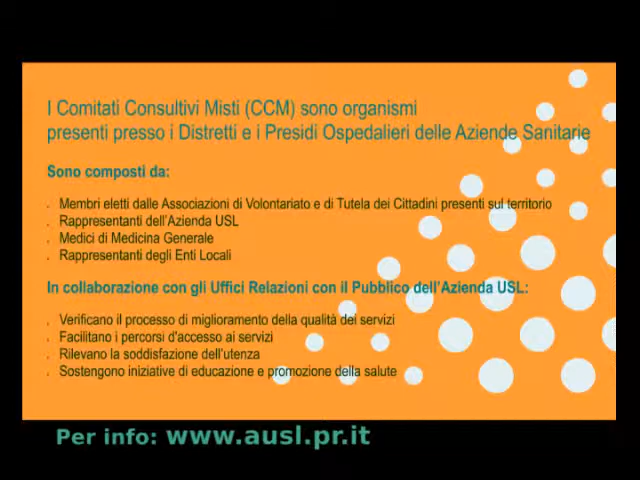 I Comitati Consultivi Misti (CCM) sono organismi
presenti presso i Distretti e i Presidi Ospedalieri delle Aziende Sanitarie
Sono composti da:
Membri eletti dalle Associazioni di Volontariato e di Tutela dei Cittadini presenti sul territorio
Rappresentanti dell'Azienda USL
Medici di Medicina Generale
Rappresentanti degli Enti Locali
In collaborazione con gli Uffici Relazioni con il Pubblico dell'Azienda USL:
Verificano il processo di miglioramento della qualità dei servizi
Facilitano i percorsi d'accesso ai servizi
Rilevano la soddisfazione dell'utenza
Sostengono iniziative di educazione e promozione della salute
Per info: www.ausl.pr.it